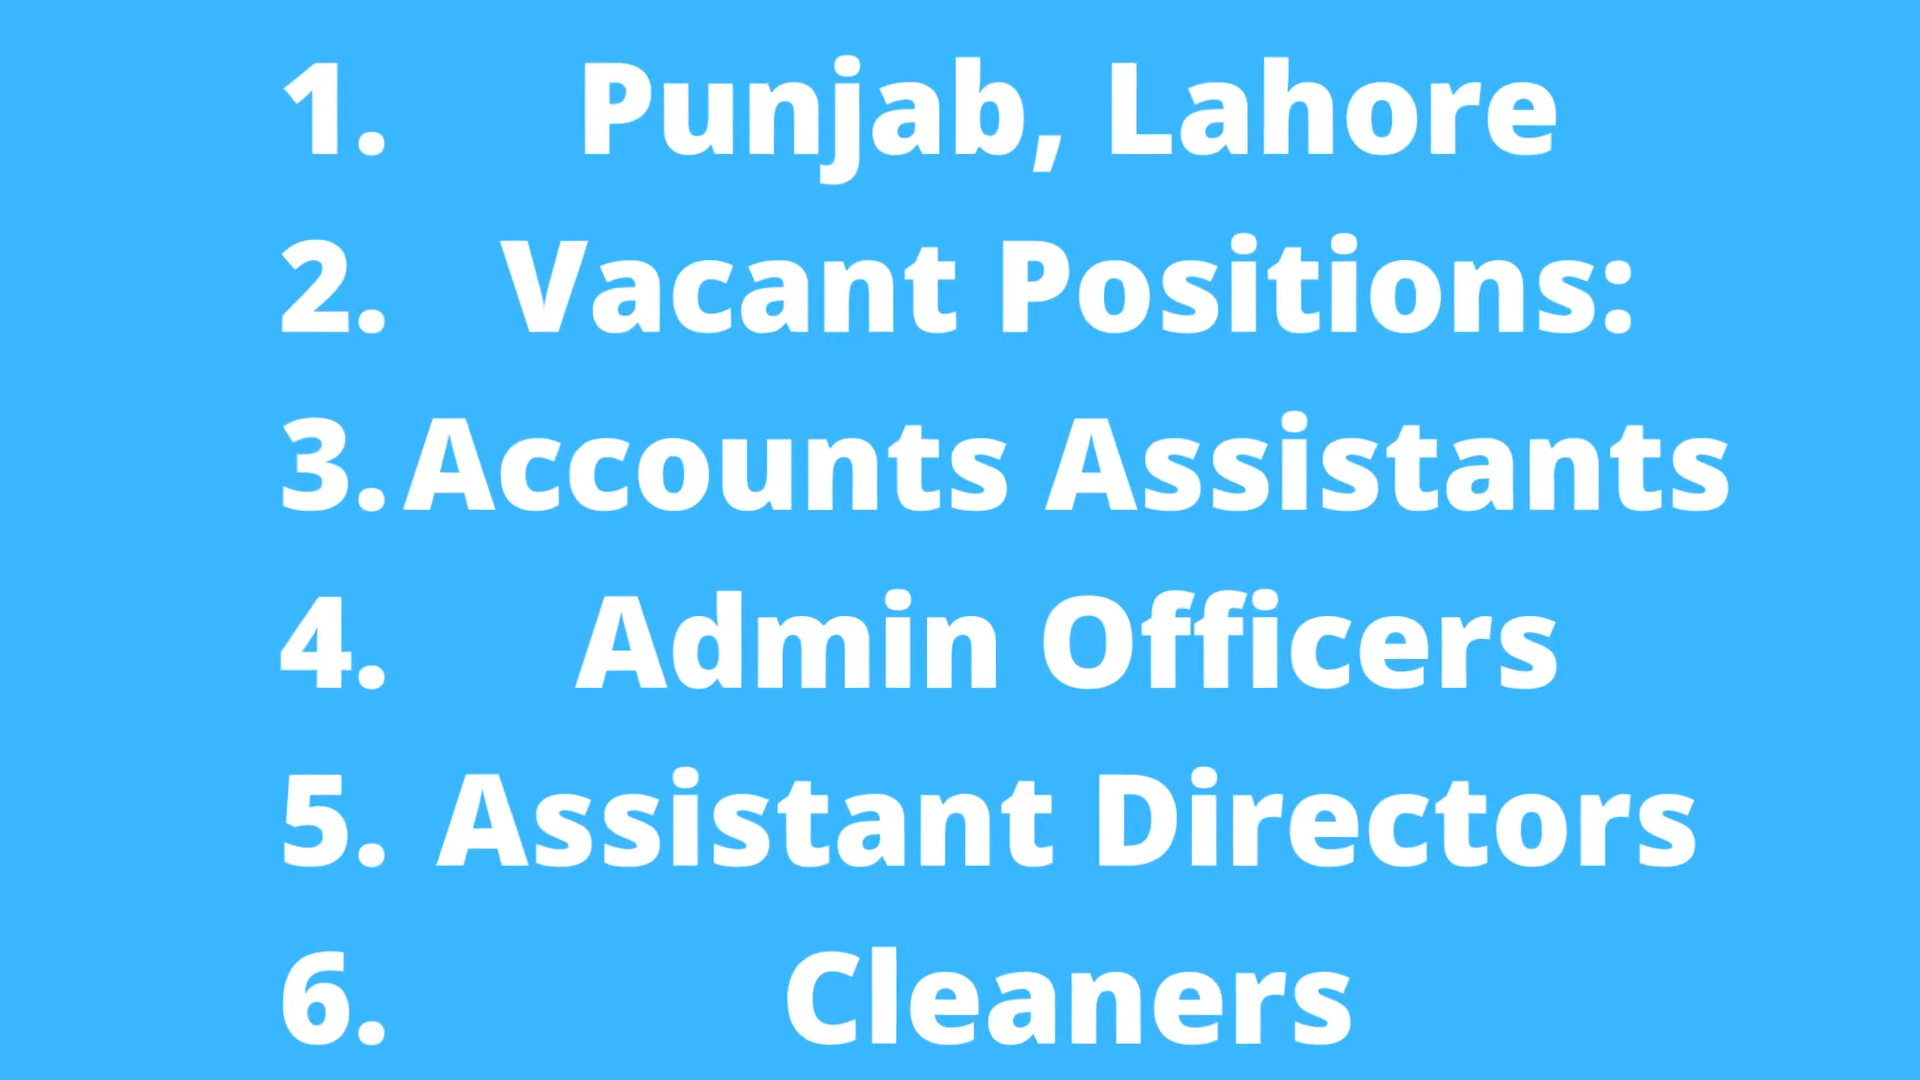 1. Punjab, Lahore
2. Vacant Positions:
3. Accounts Assistants
4. Admin Officers
5. Assistant Directors
6. Cleaners